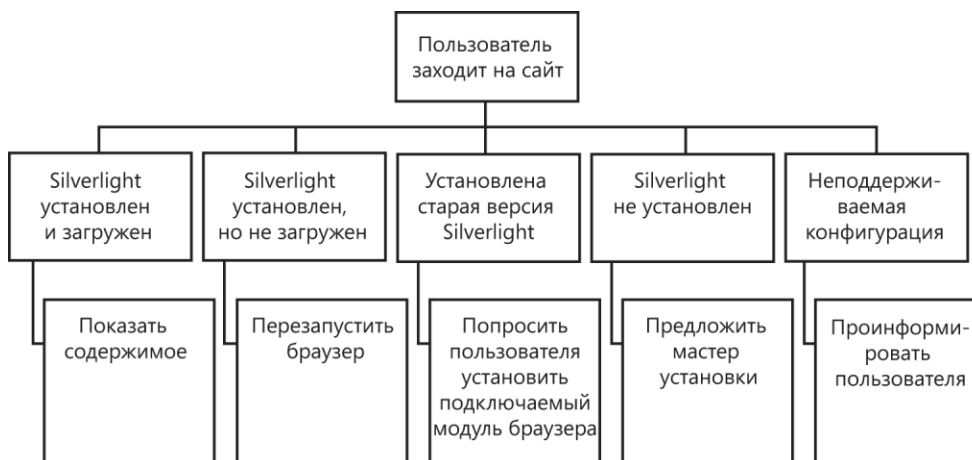 Пользователь
заходит на сайт
Silverlight
установлен
и загружен
Silverlight
установлен,
но не загружен
Установлена
старая версия
Silverlight
Silverlight
не установлен
Неподдержи-
ваемая
конфигурация
Показать
содержимое
Перезапустить
браузер
Попросить
пользователя
установить
подключаемый
модуль браузера
Предложить
мастер
установки
Проинформи-
ровать
пользователя